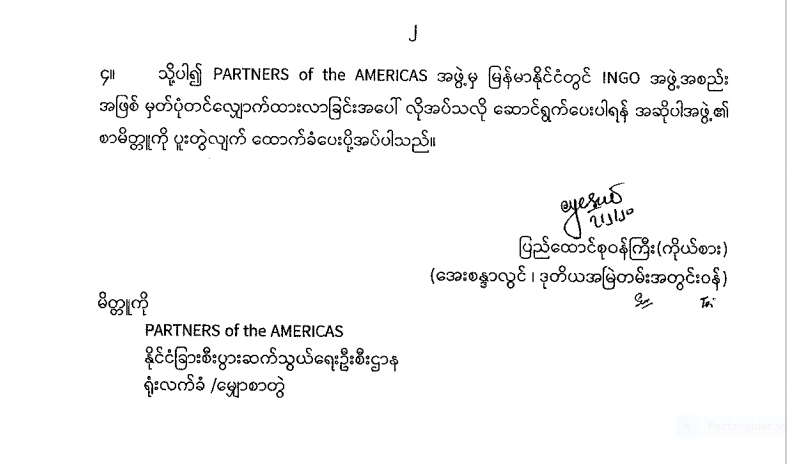 ၂
၄။ သို့ပါ၍ PARTNERS of the AMERICAS အဖွဲ့မှ မြန်မာနိုင်ငံတွင် INGO အဖွဲ့အစည်း
အဖြစ် မှတ်ပုံတင်လျှောက်ထားလာခြင်းအပေါ် လိုအပ်သလို ဆောင်ရွက်ပေးပါရန် အဆိုပါအဖွဲ့၏
စာမိတ္တူကို ပူးတွဲလျက် ထောက်ခံပေးပို့အပ်ပါသည်။
ပြည်ထောင်စုဝန်ကြီး(ကိုယ်စား)
(အေးစန္ဒာလွင် ၊ ဒုတိယအမြဲတမ်းအတွင်းဝန်)
မိတ္တူကို
PARTNERS of the AMERICAS
နိုင်ငံခြားစီးပွားဆက်သွယ်ရေးဦးစီးဌာန
ရုံးလက်ခံ /မျှောစာတွဲ